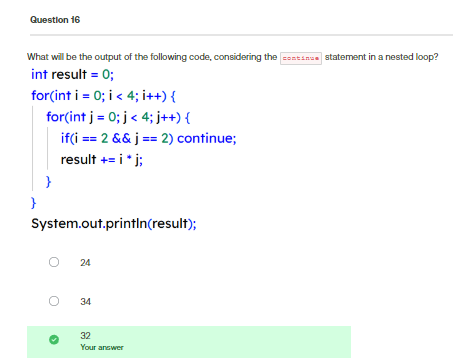 Question 16
What will be the output of the following code, considering the continue statement in a nested loop?
int result = 0;
for(int i = 0; i < 4; i++) {
for(int j = 0; j < 4; j++) {
if(i == 2 && j == 2) continue;
result += i * j;
}
}
System.out.println(result);
24
34
32
Your answer